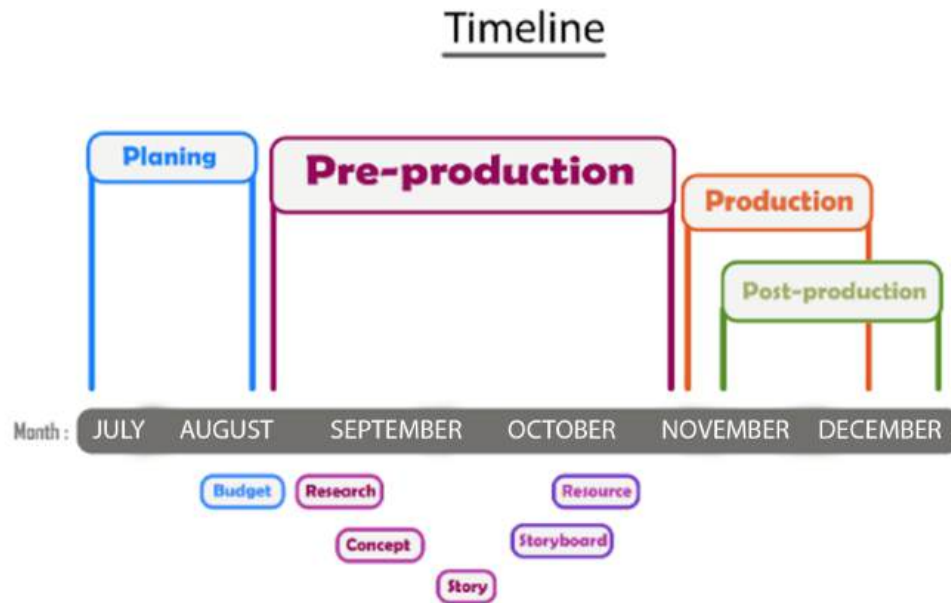 Timeline
Planing
Pre-production
Production
Post-production
Month : JULY AUGUST SEPTEMBER OCTOBER NOVEMBER DECEMBER
Budget Research Resource
Concept Storyboard
Story